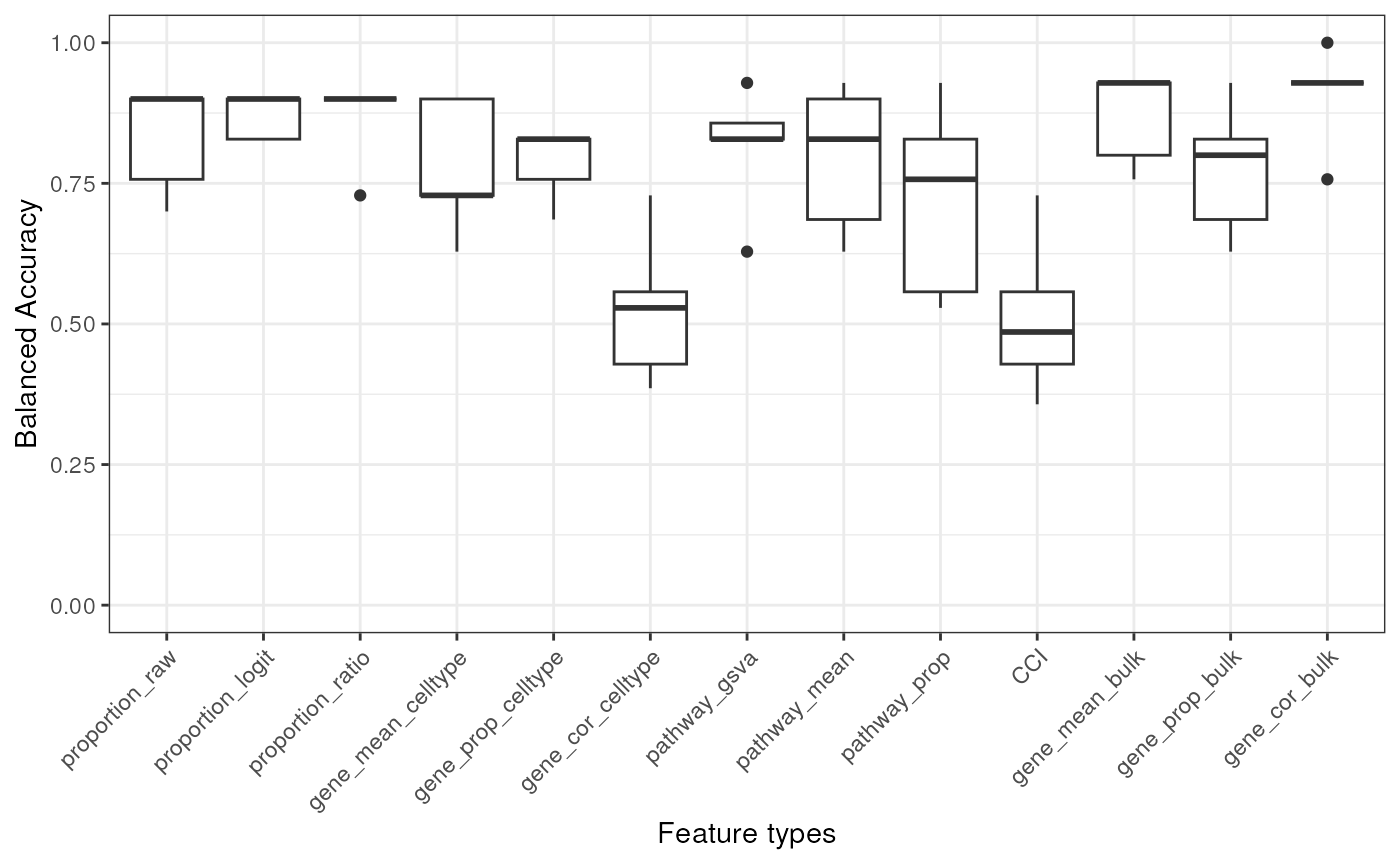 Balanced Accuracy
1.00
0.75
0.50
0.25
0.00
proportion_raw
proportion_logit
proportion_ratio
gene_mean_celltype
gene_prop_celltype
gene_cor_celltype
pathway_gsva
pathway_mean
pathway_prop
CCI
gene_mean_bulk
gene_prop_bulk
gene_cor_bulk
Feature types